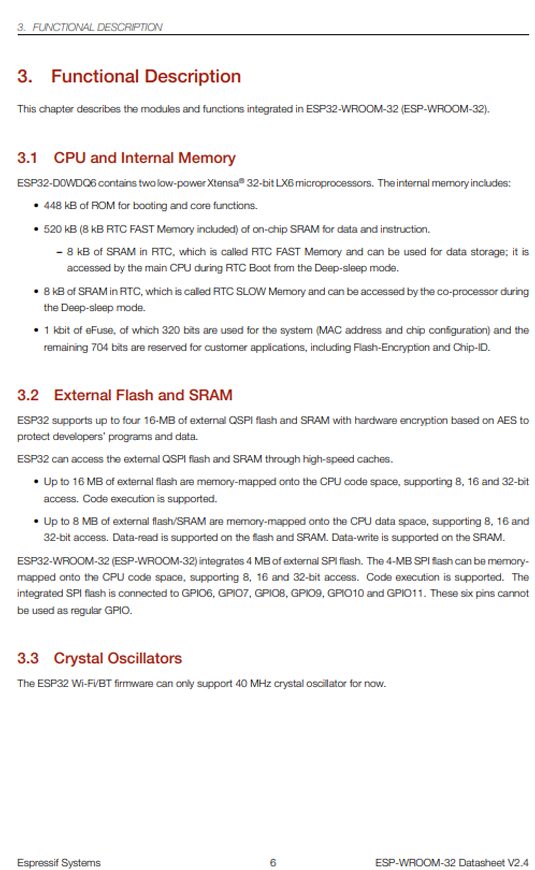 3. FUNCTIONAL DESCRIPTION
3. Functional Description
This chapter describes the modules and functions integrated in ESP32-WROOM-32 (ESP-WROOM-32).
3.1 CPU and Internal Memory
ESP32-D0WDQ6 contains two low-power Xtensa® 32-bit LX6 microprocessors. The internal memory includes:
• 448 kB of ROM for booting and core functions.
• 520 kB (8 kB RTC FAST Memory included) of on-chip SRAM for data and instruction.
– 8 kB of SRAM in RTC, which is called RTC FAST Memory and can be used for data storage; it is
accessed by the main CPU during RTC Boot from the Deep-sleep mode.
• 8 kB of SRAM in RTC, which is called RTC SLOW Memory and can be accessed by the co-processor during
the Deep-sleep mode.
• 1 kbit of eFuse, of which 320 bits are used for the system (MAC address and chip configuration) and the
remaining 704 bits are reserved for customer applications, including Flash-Encryption and Chip-ID.
3.2 External Flash and SRAM
ESP32 supports up to four 16-MB of external QSPI flash and SRAM with hardware encryption based on AES to
protect developers' programs and data.
ESP32 can access the external QSPI flash and SRAM through high-speed caches.
• Up to 16 MB of external flash are memory-mapped onto the CPU code space, supporting 8, 16 and 32-bit
access. Code execution is supported.
• Up to 8 MB of external flash/SRAM are memory-mapped onto the CPU data space, supporting 8, 16 and
32-bit access. Data-read is supported on the flash and SRAM. Data-write is supported on the SRAM.
ESP32-WROOM-32 (ESP-WROOM-32) integrates 4 MB of external SPI flash. The 4-MB SPI flash can be memory-
mapped onto the CPU code space, supporting 8, 16 and 32-bit access. Code execution is supported. The
integrated SPI flash is connected to GPIO6, GPIO7, GPIO8, GPIO9, GPIO10 and GPIO11. These six pins cannot
be used as regular GPIO.
3.3 Crystal Oscillators
The ESP32 Wi-Fi/BT firmware can only support 40 MHz crystal oscillator for now.
Espressif Systems 6 ESP-WROOM-32 Datasheet V2.4